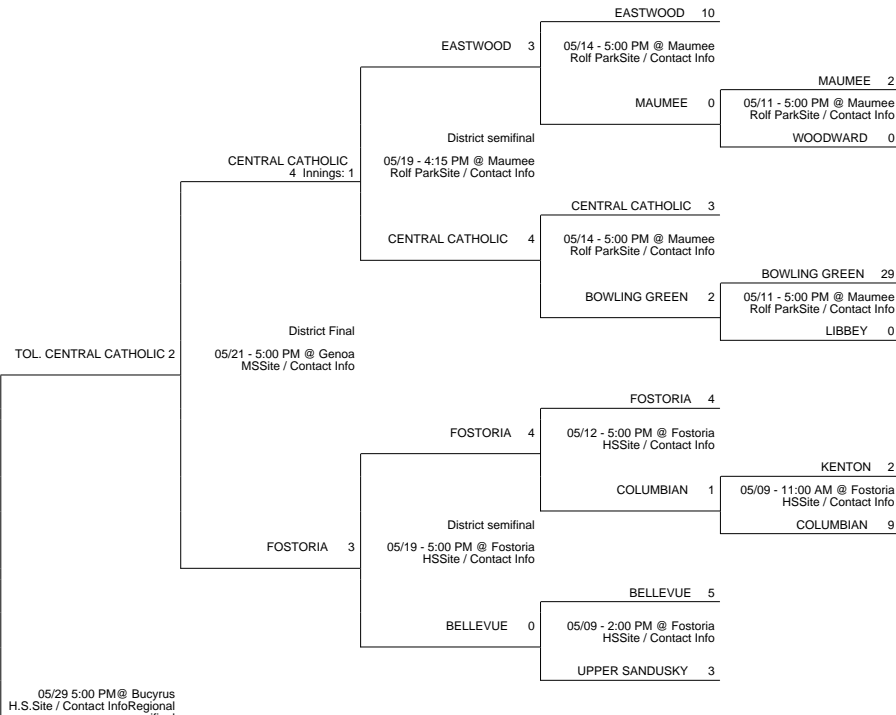 EASTWOOD 10
EASTWOOD 3
05/14 - 5:00 PM @ Maumee
Rolf ParkSite / Contact Info
MAUMEE 2
MAUMEE 0
05/11 - 5:00 PM @ Maumee
Rolf ParkSite / Contact Info
District semifinal
WOODWARD 0
CENTRAL CATHOLIC
4 Innings: 1
05/19 - 4:15 PM @ Maumee
Rolf ParkSite / Contact Info
CENTRAL CATHOLIC 3
CENTRAL CATHOLIC 4
05/14 - 5:00 PM @ Maumee
Rolf ParkSite / Contact Info
BOWLING GREEN 29
BOWLING GREEN 2
05/11 - 5:00 PM @ Maumee
Rolf ParkSite / Contact Info
District Final
LIBBEY 0
TOL. CENTRAL CATHOLIC 2
05/21 - 5:00 PM @ Genoa
MSSite / Contact Info
FOSTORIA 4
FOSTORIA 4
05/12 - 5:00 PM @ Fostoria
HSSite / Contact Info
KENTON 2
COLUMBIAN 1
05/09 - 11:00 AM @ Fostoria
HSSite / Contact Info
District semifinal
COLUMBIAN 9
FOSTORIA 3
05/19 - 5:00 PM @ Fostoria
HSSite / Contact Info
BELLEVUE 5
BELLEVUE 0
05/09 - 2:00 PM @ Fostoria
HSSite / Contact Info
UPPER SANDUSKY 3
05/29 5:00 PM@ Bucyrus
H.S.Site / Contact InfoRegional